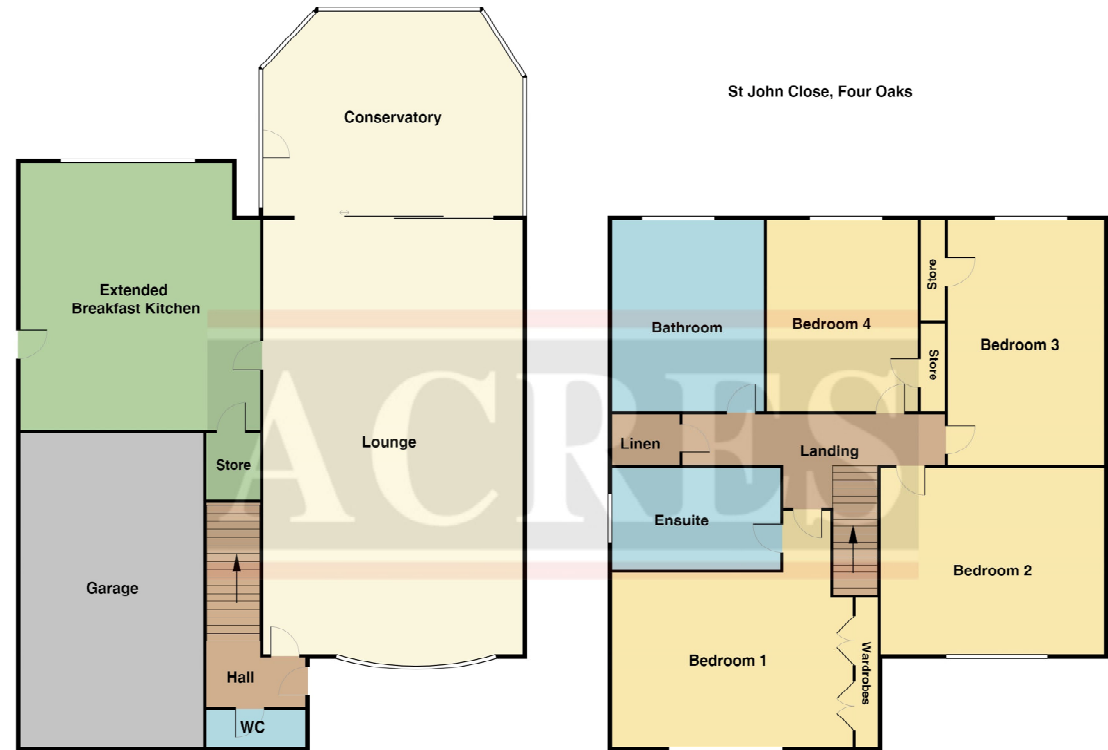 St John Close, Four Oaks
Conservatory
Extended
Breakfast Kitchen
Lounge
Store
Garage
Hall
WC
Bathroom
Bedroom 4
Store
Store
Bedroom 3
Linen
Landing
Ensuite
Bedroom 2
Bedroom 1
Wardrobes
ACRES